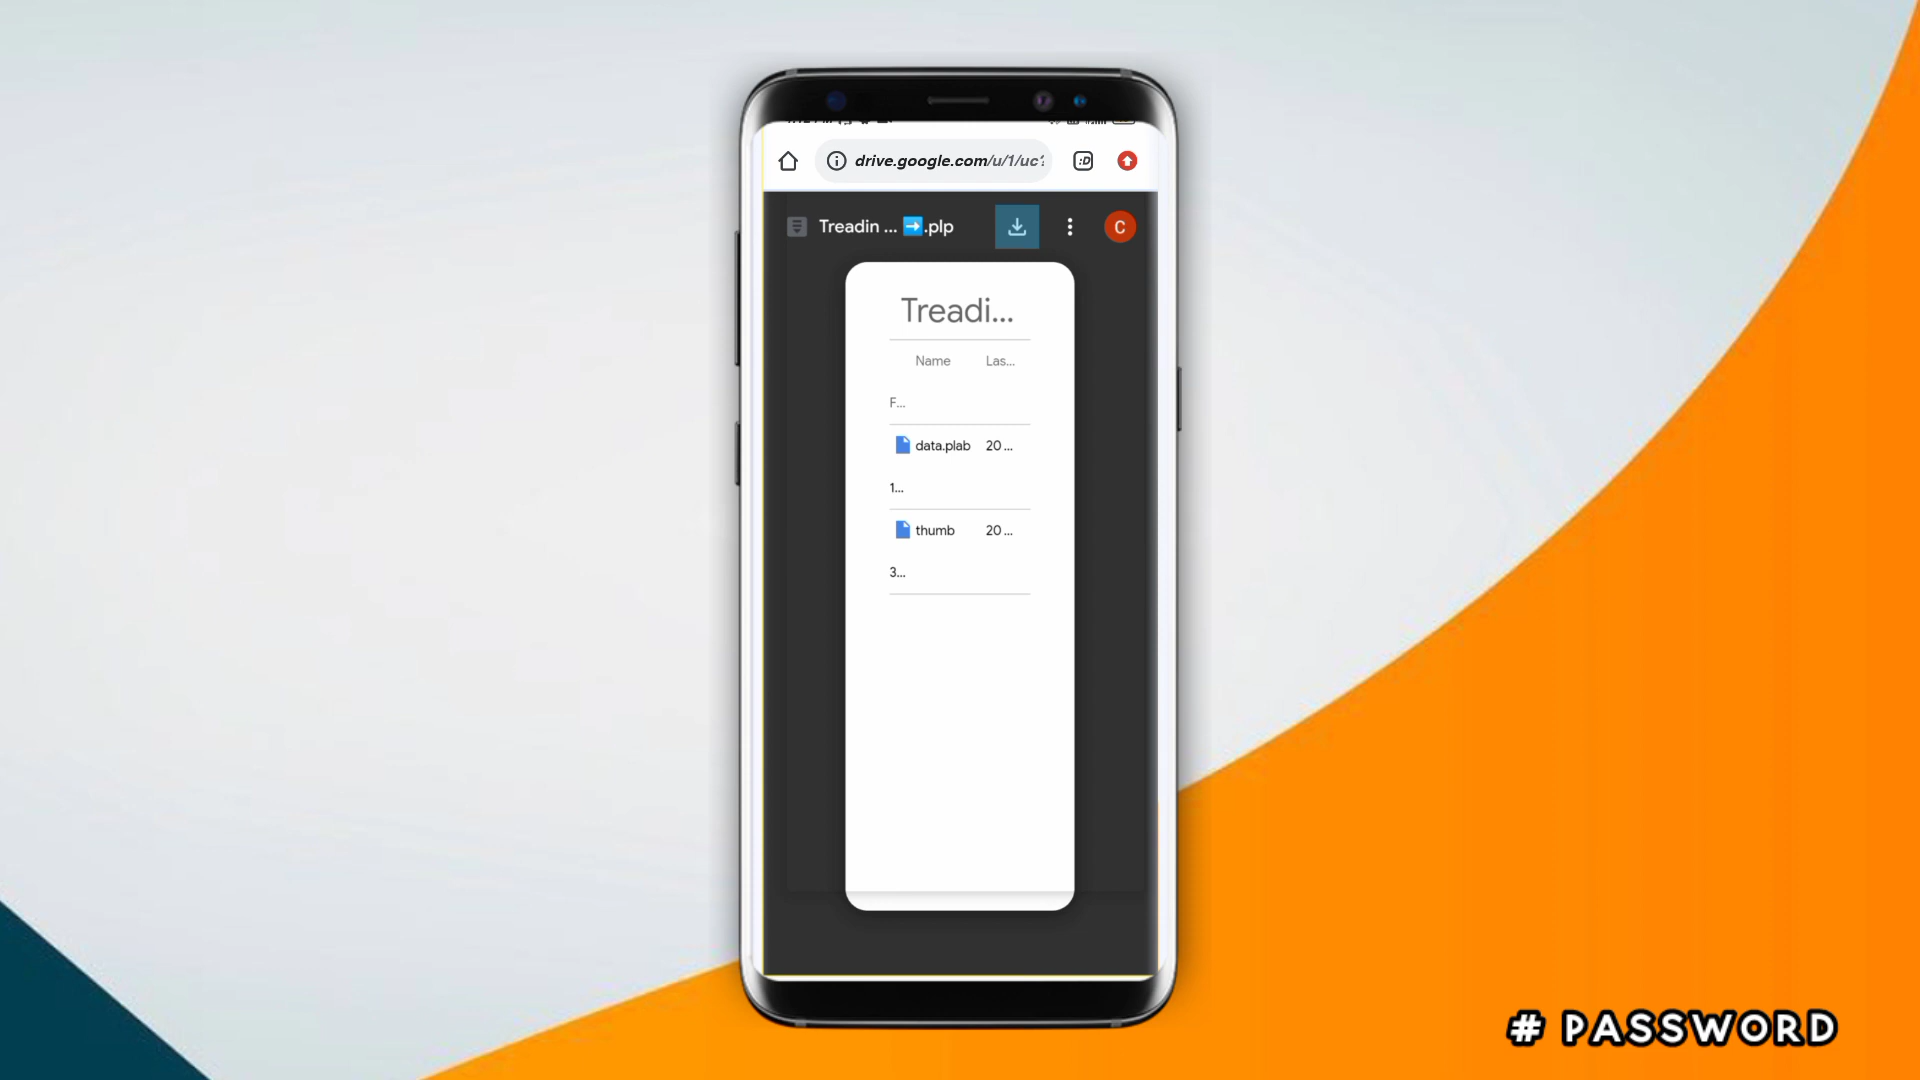 drive.google.com/u/1/uc?
:D
Treadin ... ➡️.plp
C
Treadi...
Name Las...
F...
data.plab 20 ...
1...
thumb 20 ...
3...
# PASSWORD